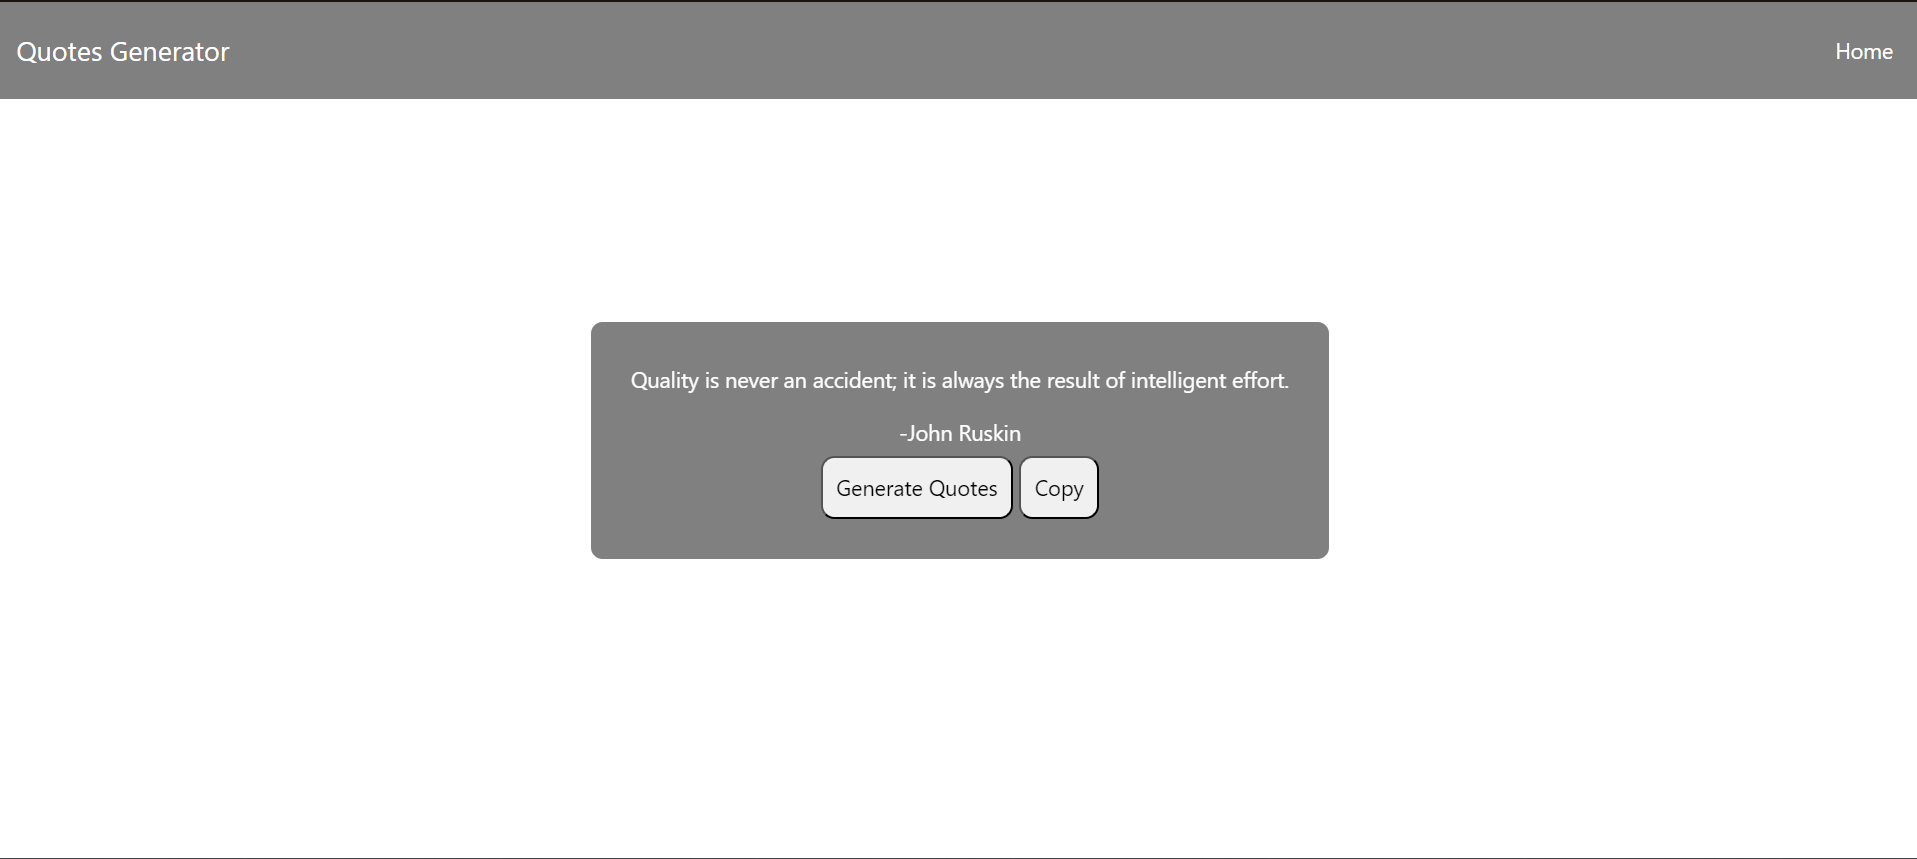 Quotes Generator
Home
Quality is never an accident; it is always the result of intelligent effort.
-John Ruskin
Generate Quotes
Copy